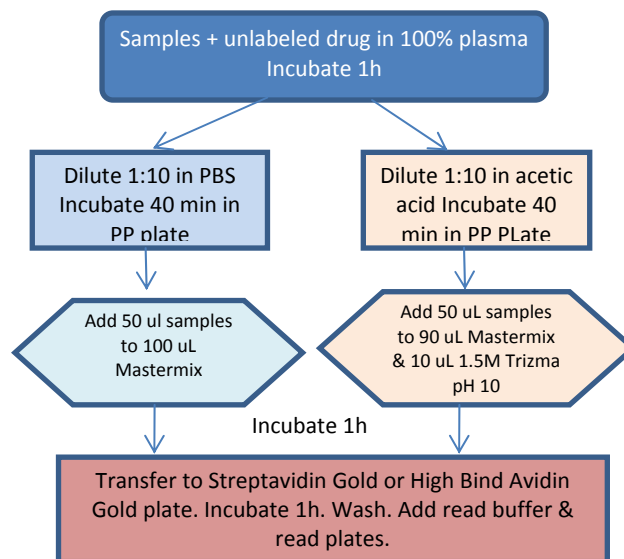 Samples + unlabeled drug in 100% plasma
Incubate 1h
Dilute 1:10 in PBS
Incubate 40 min in
PP plate
Dilute 1:10 in acetic
acid Incubate 40
min in PP PLate
Add 50 ul samples
to 100 uL
Mastermix
Add 50 uL samples
to 90 uL Mastermix
& 10 uL 1.5M Trizma
pH 10
Incubate 1h
Transfer to Streptavidin Gold or High Bind Avidin
Gold plate. Incubate 1h. Wash. Add read buffer &
read plates.